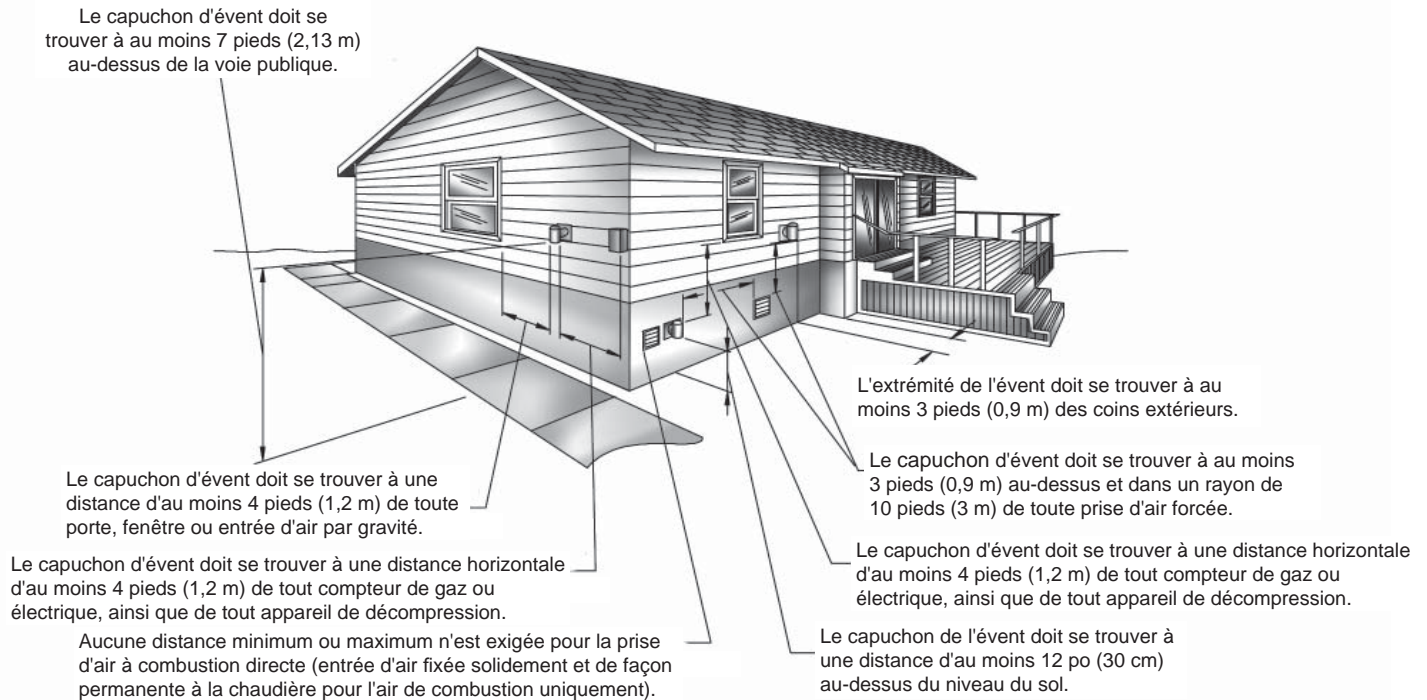 Le capuchon d'évent doit se
trouver à au moins 7 pieds (2,13 m)
au-dessus de la voie publique.
L'extrémité de l'évent doit se trouver à au
moins 3 pieds (0,9 m) des coins extérieurs.
Le capuchon d'évent doit se trouver à au moins
3 pieds (0,9 m) au-dessus et dans un rayon de
10 pieds (3 m) de toute prise d'air forcée.
Le capuchon d'évent doit se trouver à une
distance d'au moins 4 pieds (1,2 m) de toute
porte, fenêtre ou entrée d'air par gravité.
Le capuchon d'évent doit se trouver à une distance horizontale
d'au moins 4 pieds (1,2 m) de tout compteur de gaz ou
électrique, ainsi que de tout appareil de décompression.
Le capuchon d'évent doit se trouver à une distance horizontale
d'au moins 4 pieds (1,2 m) de tout compteur de gaz ou
électrique, ainsi que de tout appareil de décompression.
Aucune distance minimum ou maximum n'est exigée pour la prise
d'air à combustion directe (entrée d'air fixée solidement et de façon
permanente à la chaudière pour l'air de combustion uniquement).
Le capuchon de l'évent doit se trouver à
une distance d'au moins 12 po (30 cm)
au-dessus du niveau du sol.